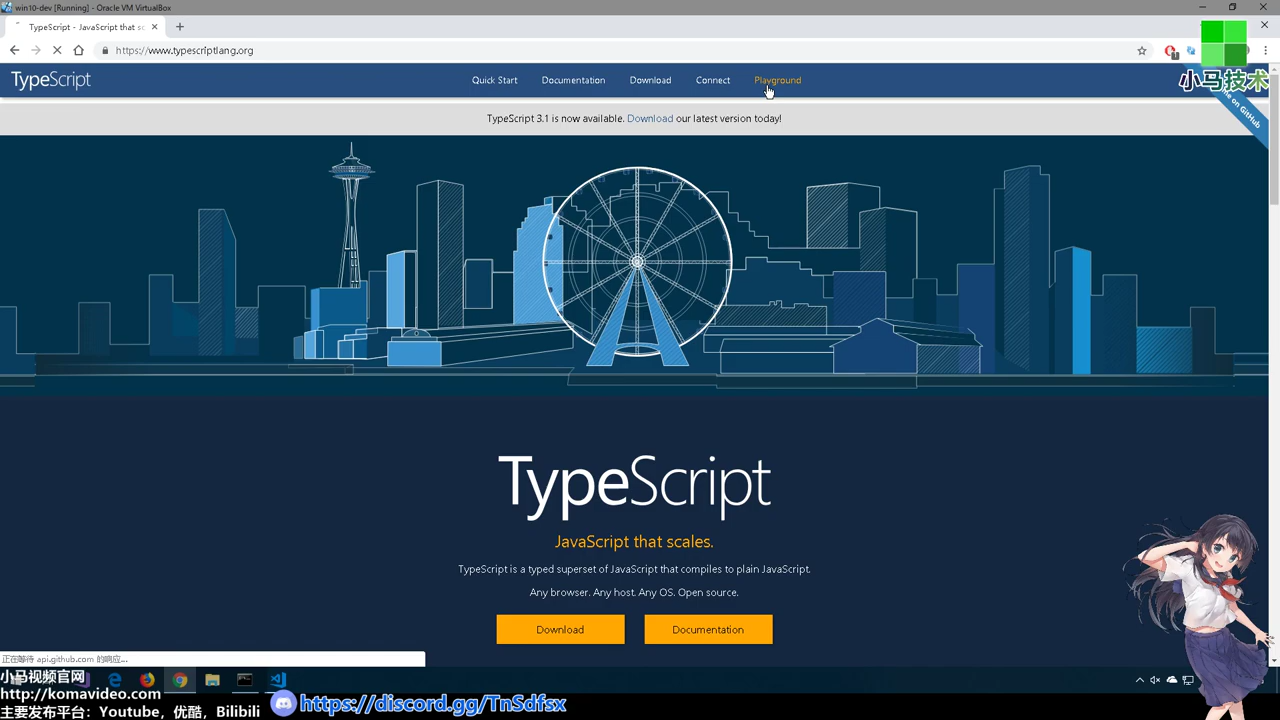 win10-dev [Running] - Oracle VM VirtualBox
TypeScript - JavaScript that sc
https://www.typescriptlang.org
小马技术
TypeScript
Quick Start
Documentation
Download
Connect
Playground
me on GitHub
TypeScript 3.1 is now available. Download our latest version today!
TypeScript
JavaScript that scales.
TypeScript is a typed superset of JavaScript that compiles to plain JavaScript.
Any browser. Any host. Any OS. Open source.
Download
Documentation
正在等待 api.github.com 的响应...
小马视频官网
http://komavideo.com
主要发布平台：Youtube，优酷，Bilibili
https://discord.gg/TnSdfsx